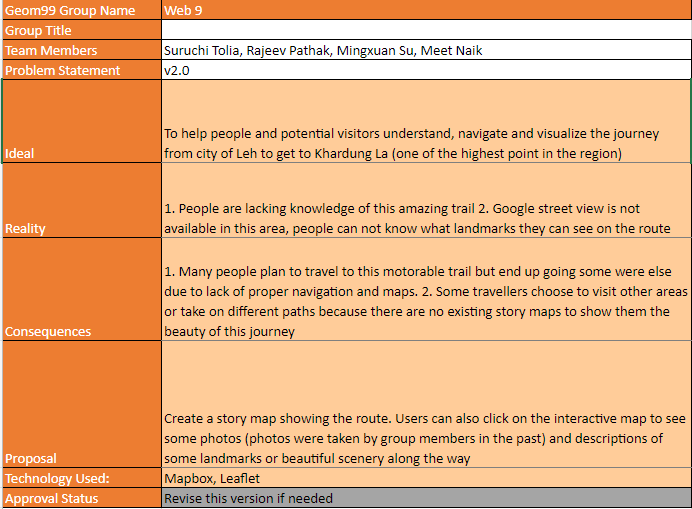 Geom99 Group Name Web 9
Group Title
Team Members Suruchi Tolia, Rajeev Pathak, Mingxuan Su, Meet Naik
Problem Statement v2.0
Ideal
To help people and potential visitors understand, navigate and visualize the journey
from city of Leh to get to Khardung La (one of the highest point in the region)
Reality
1. People are lacking knowledge of this amazing trail 2. Google street view is not
available in this area, people can not know what landmarks they can see on the route
Consequences
1. Many people plan to travel to this motorable trail but end up going some were else
due to lack of proper navigation and maps. 2. Some travellers choose to visit other areas
or take on different paths because there are no existing story maps to show them the
beauty of this journey
Proposal
Create a story map showing the route. Users can also click on the interactive map to see
some photos (photos were taken by group members in the past) and descriptions of
some landmarks or beautiful scenery along the way
Technology Used: Mapbox, Leaflet
Approval Status Revise this version if needed